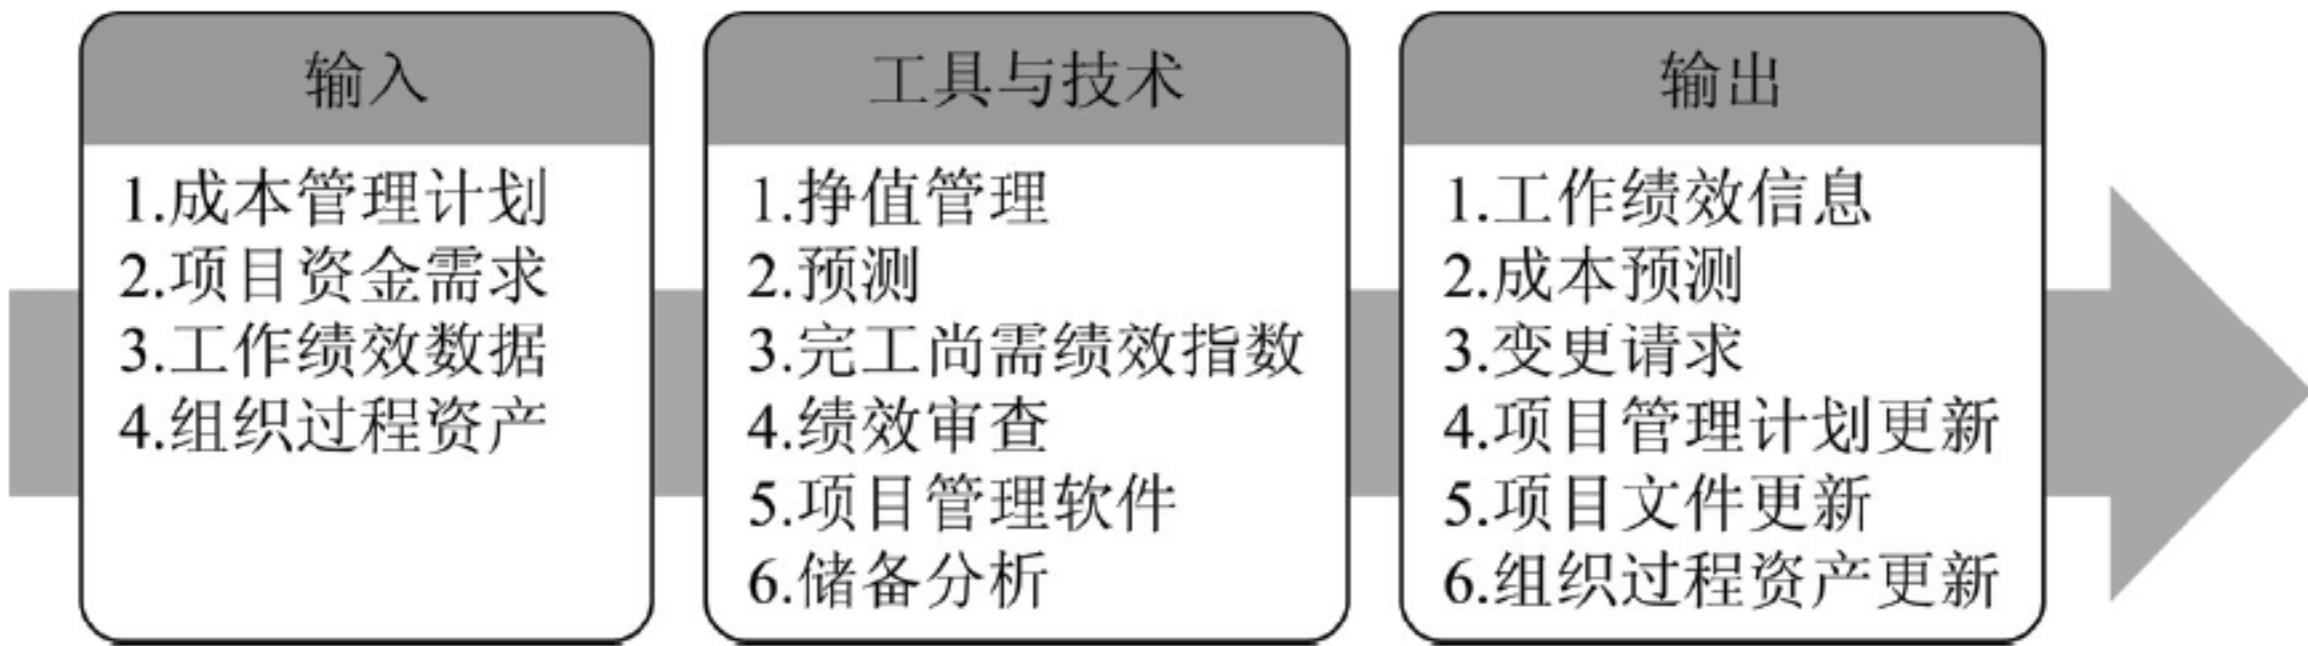 输入
1.成本管理计划
2.项目资金需求
3.工作绩效数据
4.组织过程资产
工具与技术
1.挣值管理
2.预测
3.完工尚需绩效指数
4.绩效审查
5.项目管理软件
6.储备分析
输出
1.工作绩效信息
2.成本预测
3.变更请求
4.项目管理计划更新
5.项目文件更新
6.组织过程资产更新